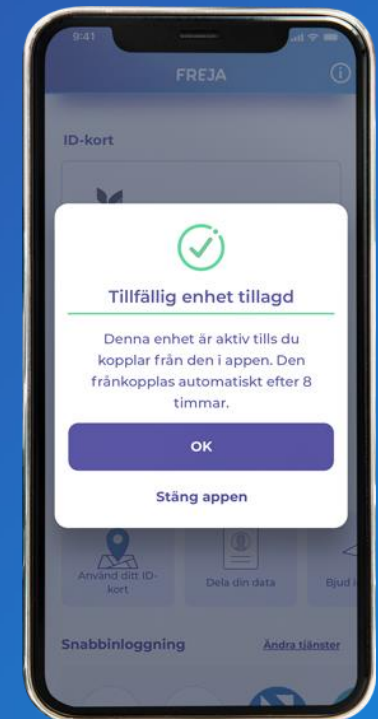 9:41
FREJA
ID-kort
Tillfällig enhet tillagd
Denna enhet är aktiv tills du
kopplar från den i appen. Den
frånkopplas automatiskt efter 8
timmar.
OK
Stäng appen
Använd ditt ID-
kort
Dela din data
Bjud i
Snabbinloggning
Ändra tjänster